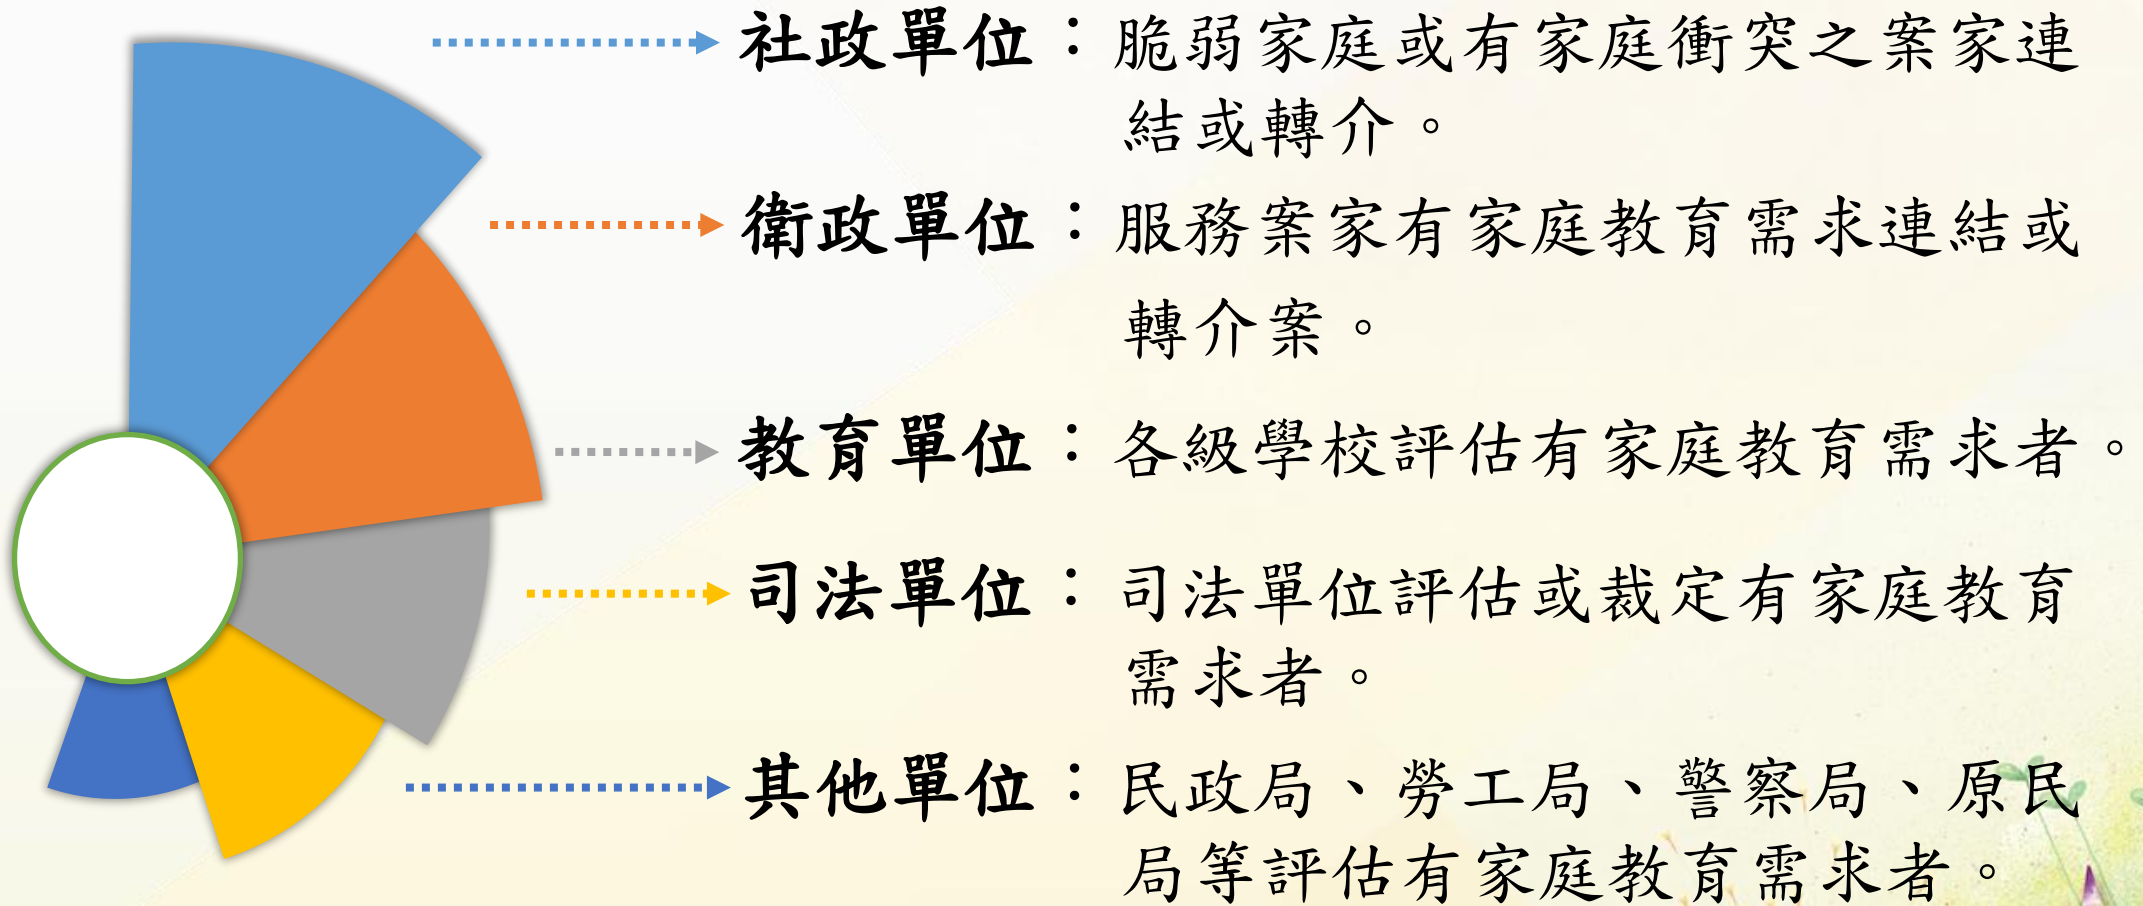 社政單位：脆弱家庭或有家庭衝突之案家連
結或轉介。
衛政單位：服務案家有家庭教育需求連結或
轉介案。
教育單位：各級學校評估有家庭教育需求者。
司法單位：司法單位評估或裁定有家庭教育
需求者。
其他單位：民政局、勞工局、警察局、原民
局等評估有家庭教育需求者。